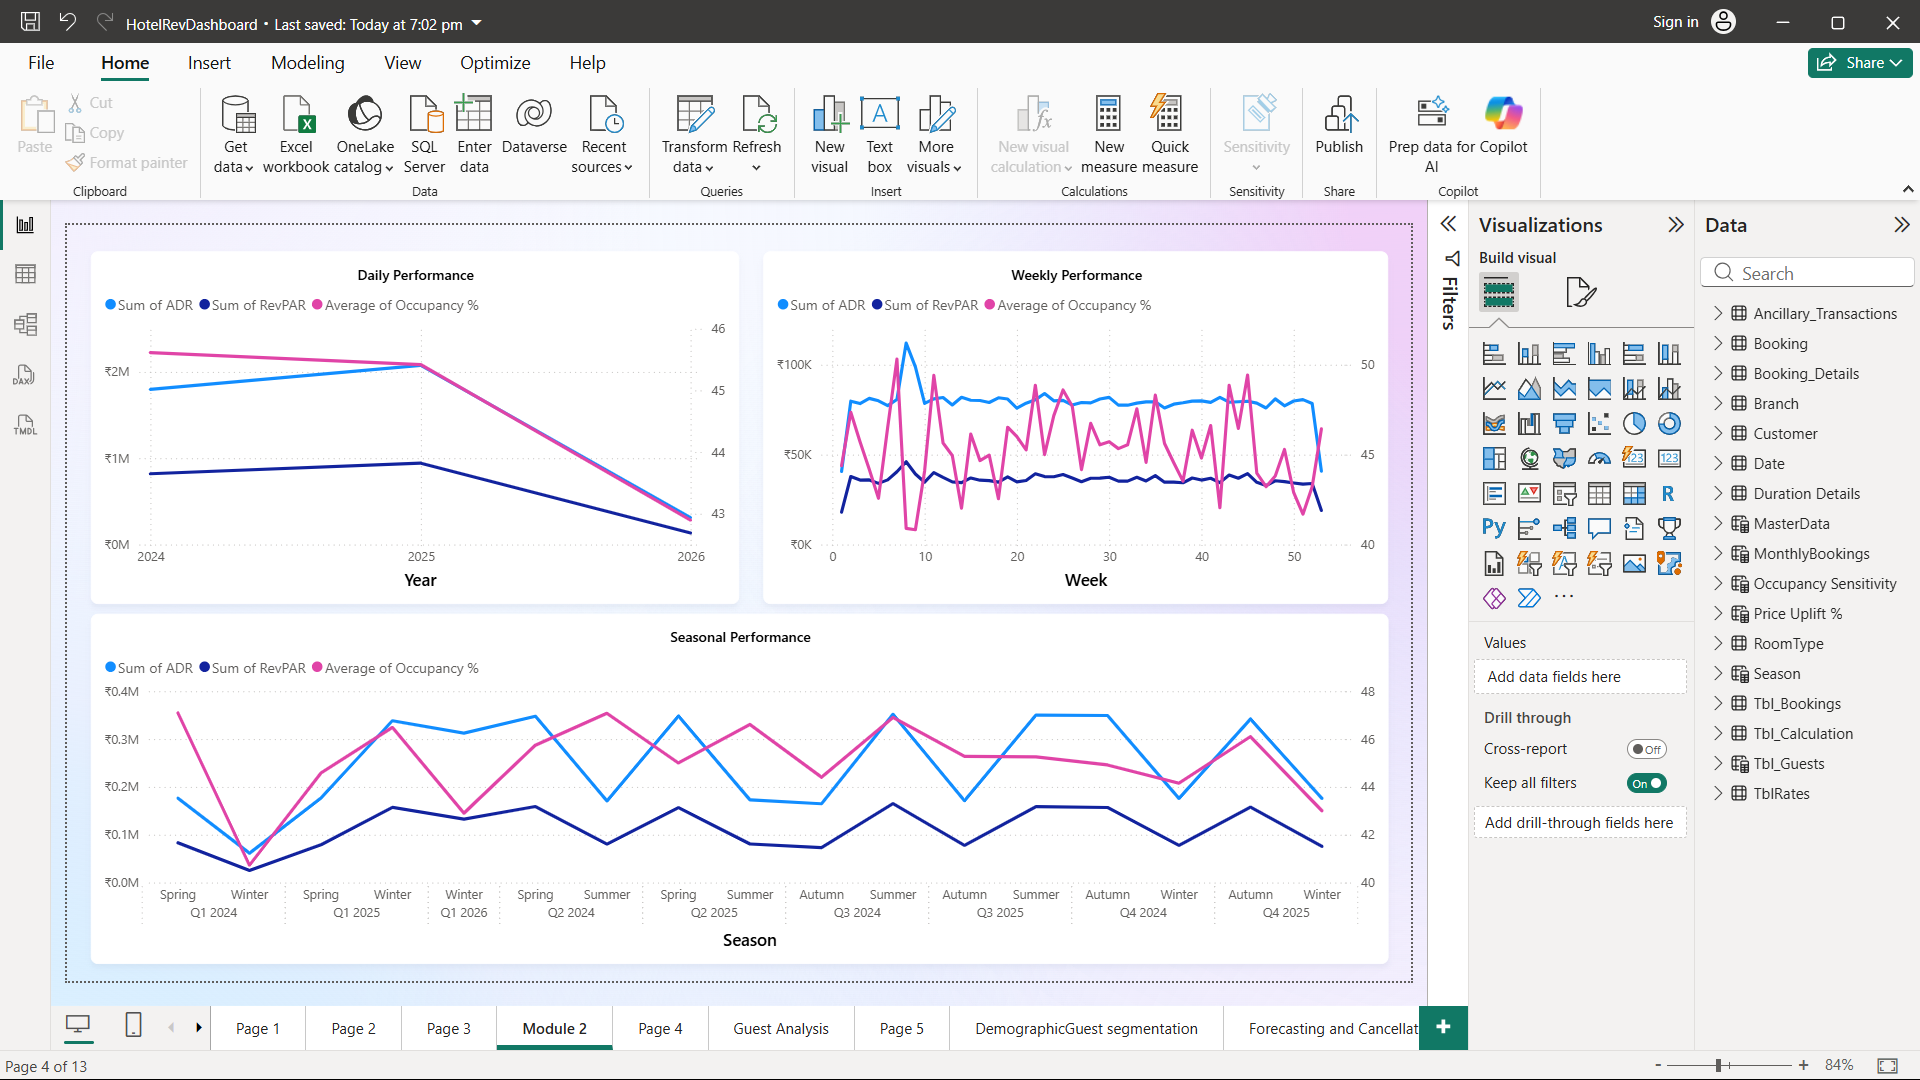 HotelRevDashboard • Last saved: Today at 7:02 pm
Sign in
File Home Insert Modeling View Optimize Help
Share
Paste
Cut
Copy
Format painter
Clipboard
Get data
Excel workbook
OneLake catalog
SQL Server
Enter data
Dataverse
Recent sources
Data
Transform data
Refresh
Queries
New visual
Text box
More visuals
Insert
New visual calculation
New measure
Quick measure
Calculations
Sensitivity
Sensitivity
Publish
Share
Prep data for AI
Copilot
Copilot
DAX
TMDL
Daily Performance
Sum of ADR Sum of RevPAR Average of Occupancy %
₹2M
₹1M
₹0M
46
45
44
43
2024 2025 2026
Year
Weekly Performance
Sum of ADR Sum of RevPAR Average of Occupancy %
₹100K
₹50K
₹0K
50
45
40
0 10 20 30 40 50
Week
Seasonal Performance
Sum of ADR Sum of RevPAR Average of Occupancy %
₹0.4M
₹0.3M
₹0.2M
₹0.1M
₹0.0M
48
46
44
42
40
Spring Winter Spring Winter Winter Spring Summer Spring Summer Autumn Summer Autumn Summer Autumn Winter Autumn Winter
Q1 2024 Q1 2025 Q1 2026 Q2 2024 Q2 2025 Q3 2024 Q3 2025 Q4 2024 Q4 2025
Season
Filters
Visualizations
Build visual
123
123
R
Py
Values
Add data fields here
Drill through
Cross-report
Off
Keep all filters
On
Add drill-through fields here
Data
Search
Ancillary_Transactions
Booking
Booking_Details
Branch
Customer
Date
Duration Details
MasterData
MonthlyBookings
Occupancy Sensitivity
Price Uplift %
RoomType
Season
Tbl_Bookings
Tbl_Calculation
Tbl_Guests
TblRates
Page 1 Page 2 Page 3 Module 2 Page 4 Guest Analysis Page 5 DemographicGuest segmentation Forecasting and Cancellat
Page 4 of 13
- + 84%